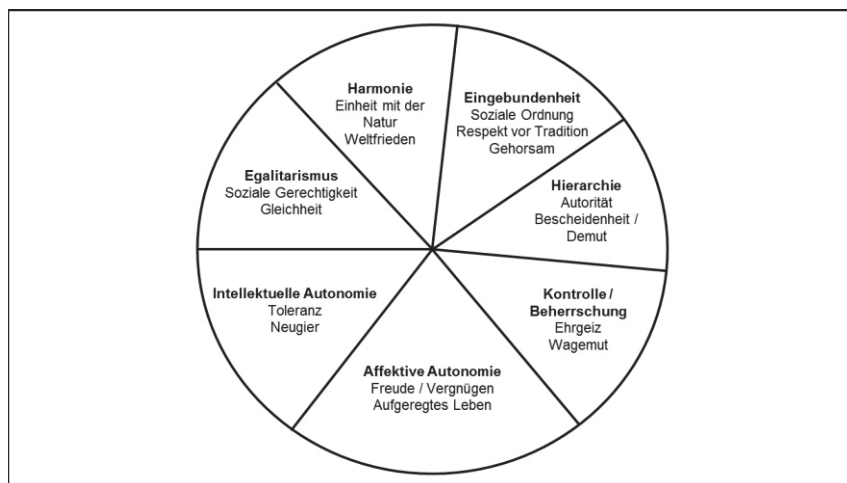 Harmonie
Einheit mit der
Natur
Weltfrieden
Eingebundenheit
Soziale Ordnung
Respekt vor Tradition
Gehorsam
Hierarchie
Autorität
Bescheidenheit /
Demut
Kontrolle /
Beherrschung
Ehrgeiz
Wagemut
Affektive Autonomie
Freude / Vergnügen
Aufgeregtes Leben
Intellektuelle Autonomie
Toleranz
Neugier
Egalitarismus
Soziale Gerechtigkeit
Gleichheit